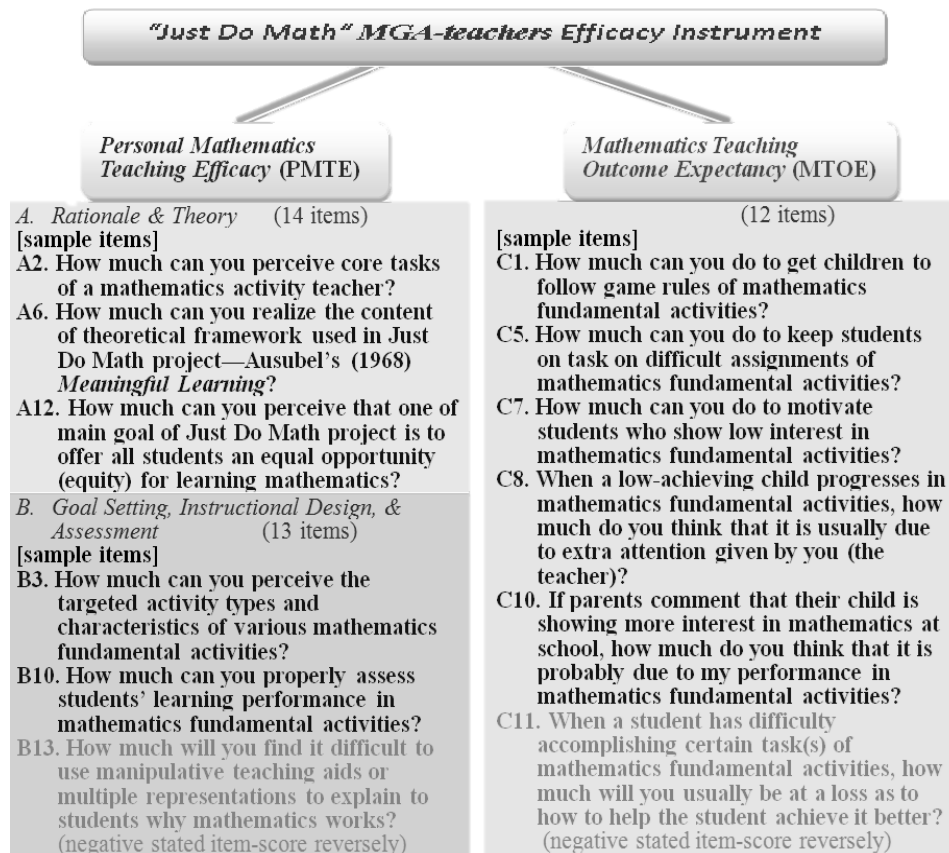 "Just Do Math" MGA-teachers Efficacy Instrument
Personal Mathematics
Teaching Efficacy (PMTE)
A. Rationale & Theory (14 items)
[sample items]
A2. How much can you perceive core tasks
of a mathematics activity teacher?
A6. How much can you realize the content
of theoretical framework used in Just
Do Math project—Ausubel's (1968)
Meaningful Learning?
A12. How much can you perceive that one of
main goal of Just Do Math project is to
offer all students an equal opportunity
(equity) for learning mathematics?
B. Goal Setting, Instructional Design, &
Assessment (13 items)
[sample items]
B3. How much can you perceive the
targeted activity types and
characteristics of various mathematics
fundamental activities?
B10. How much can you properly assess
students' learning performance in
mathematics fundamental activities?
B13. How much will you find it difficult to
use manipulative teaching aids or
multiple representations to explain to
students why mathematics works?
(negative stated item-score reversely)
Mathematics Teaching
Outcome Expectancy (MTOE)
(12 items)
[sample items]
C1. How much can you do to get children to
follow game rules of mathematics
fundamental activities?
C5. How much can you do to keep students
on task on difficult assignments of
mathematics fundamental activities?
C7. How much can you do to motivate
students who show low interest in
mathematics fundamental activities?
C8. When a low-achieving child progresses in
mathematics fundamental activities, how
much do you think that it is usually due
to extra attention given by you (the
teacher)?
C10. If parents comment that their child is
showing more interest in mathematics at
school, how much do you think that it is
probably due to my performance in
mathematics fundamental activities?
C11. When a student has difficulty
accomplishing certain task(s) of
mathematics fundamental activities, how
much will you usually be at a loss as to
how to help the student achieve it better?
(negative stated item-score reversely)